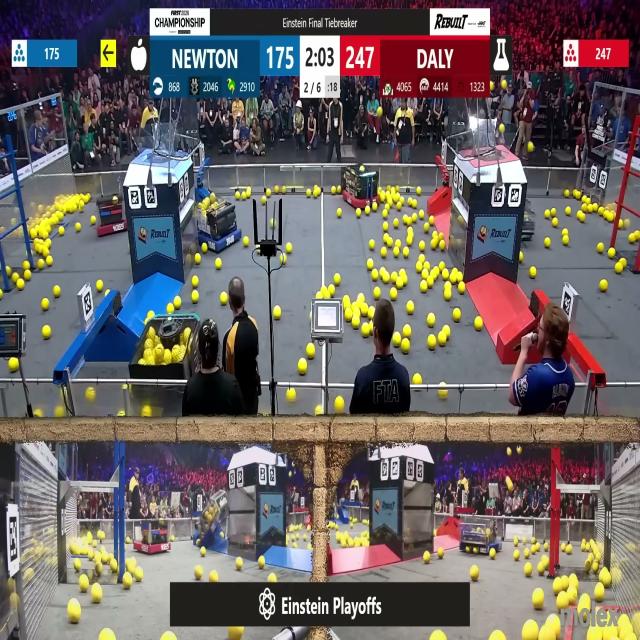 FIRST
CHAMPIONSHIP
Einstein Final Tiebreaker
REBUILT
175
NEWTON
175
2:03
247
DALY
247
868
2046
2910
2 / 6
:18
4065
4414
1323
REBUILT
REBUILT
FTA
Einstein Playoffs
molex